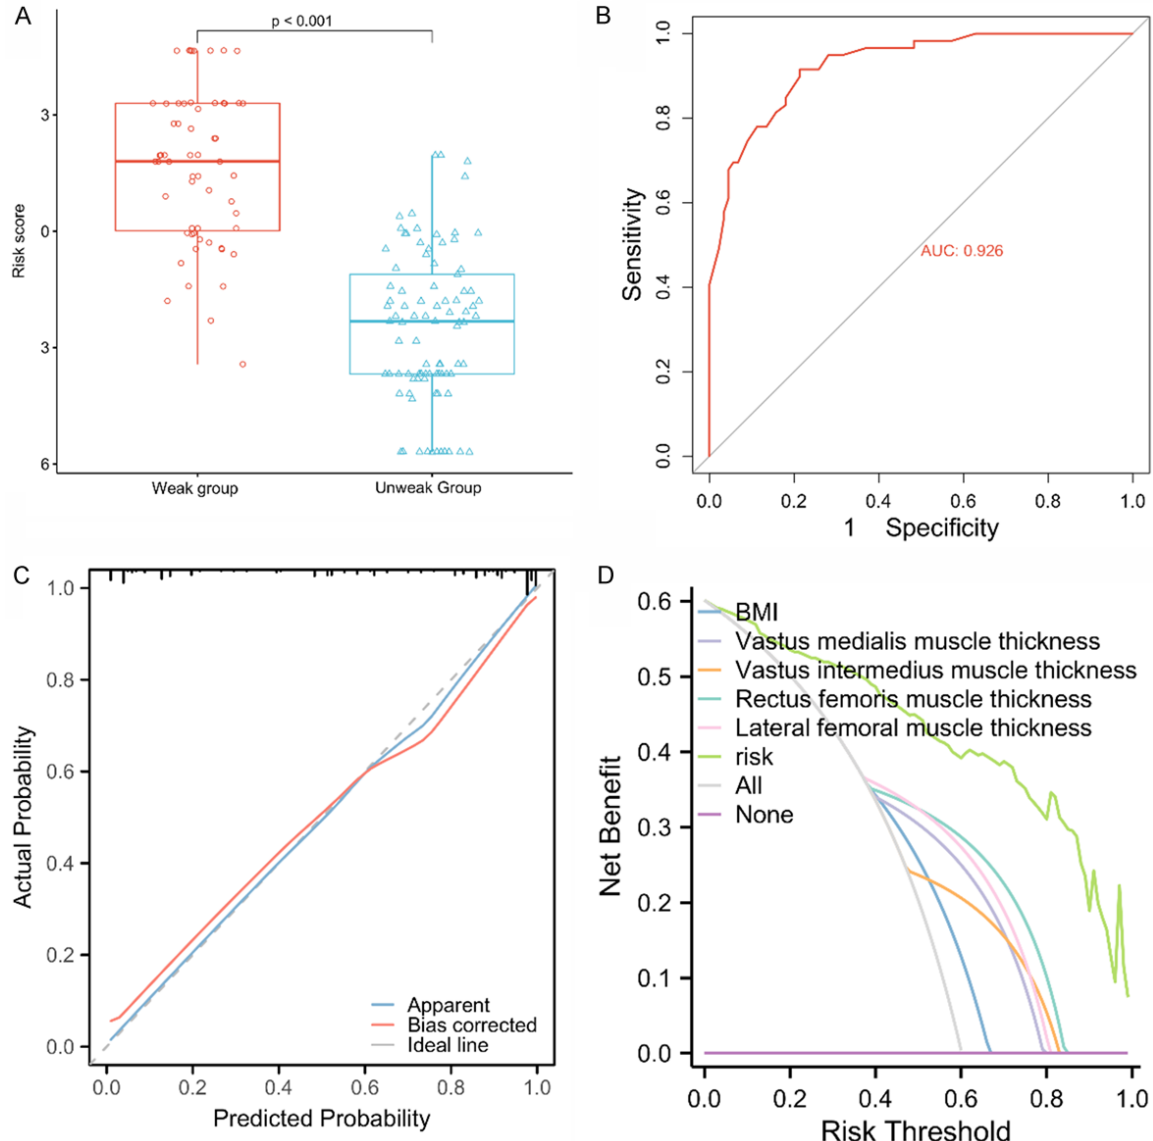 A
p < 0.001
Risk score
3
0
3
6
Weak group
Unweak Group
B
Sensitivity
1.0
0.8
0.6
0.4
0.2
0.0
AUC: 0.926
0.0 0.2 0.4 0.6 0.8 1.0
1 Specificity
C
Actual Probability
1.0
0.8
0.6
0.4
0.2
0.0
Apparent
Bias corrected
Ideal line
0.0 0.2 0.4 0.6 0.8 1.0
Predicted Probability
D
Net Benefit
0.6
0.5
0.4
0.3
0.2
0.1
0.0
BMI
Vastus medialis muscle thickness
Vastus intermedius muscle thickness
Rectus femoris muscle thickness
Lateral femoral muscle thickness
risk
All
None
0.0 0.2 0.4 0.6 0.8 1.0
Risk Threshold